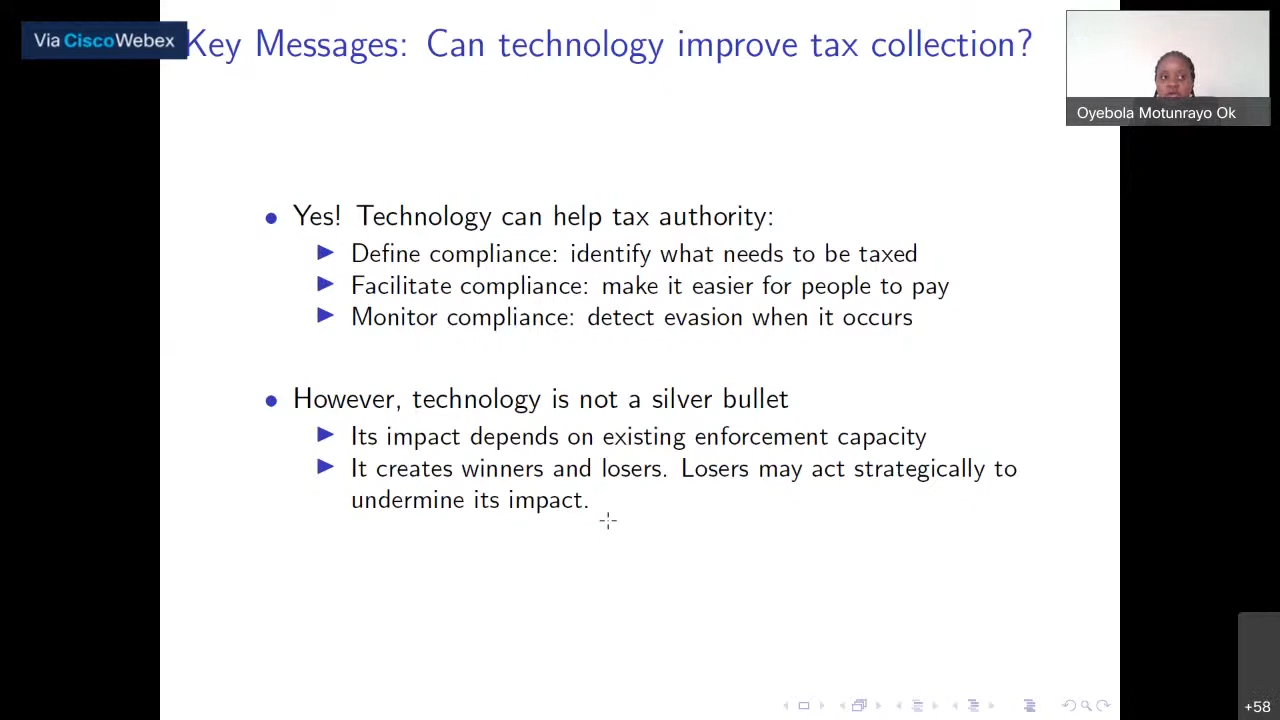 Via Cisco Webex
Key Messages: Can technology improve tax collection?
Oyebola Motunrayo Ok
• Yes! Technology can help tax authority:
▶ Define compliance: identify what needs to be taxed
▶ Facilitate compliance: make it easier for people to pay
▶ Monitor compliance: detect evasion when it occurs
• However, technology is not a silver bullet
▶ Its impact depends on existing enforcement capacity
▶ It creates winners and losers. Losers may act strategically to
undermine its impact.
+58